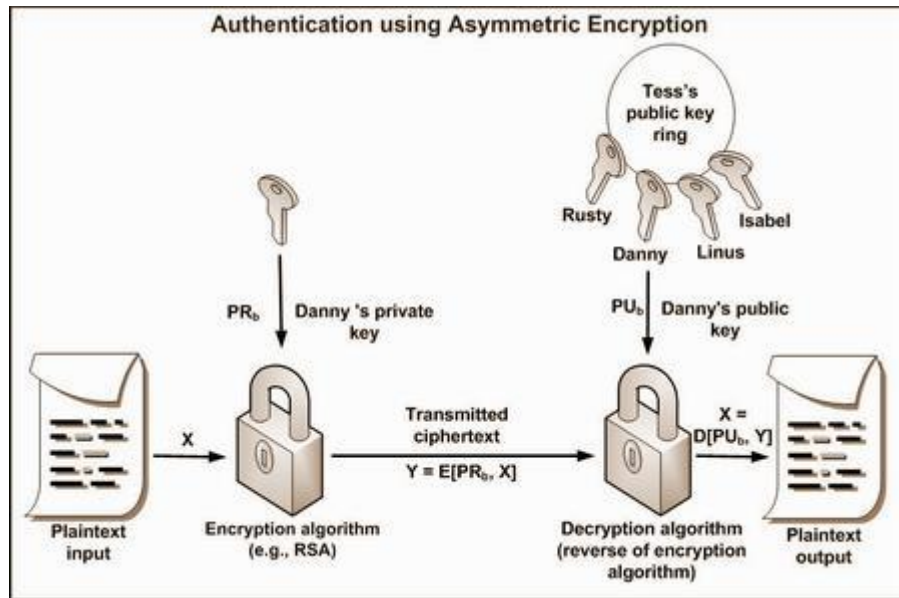 Authentication using Asymmetric Encryption
Tess's
public key
ring
Rusty
Danny
Linus
Isabel
PRb
Danny 's private
key
PUb
Danny's public
key
X
Transmitted
ciphertext
Y = E[PRb, X]
X =
D[PUb, Y]
Plaintext
input
Encryption algorithm
(e.g., RSA)
Decryption algorithm
(reverse of encryption
algorithm)
Plaintext
output